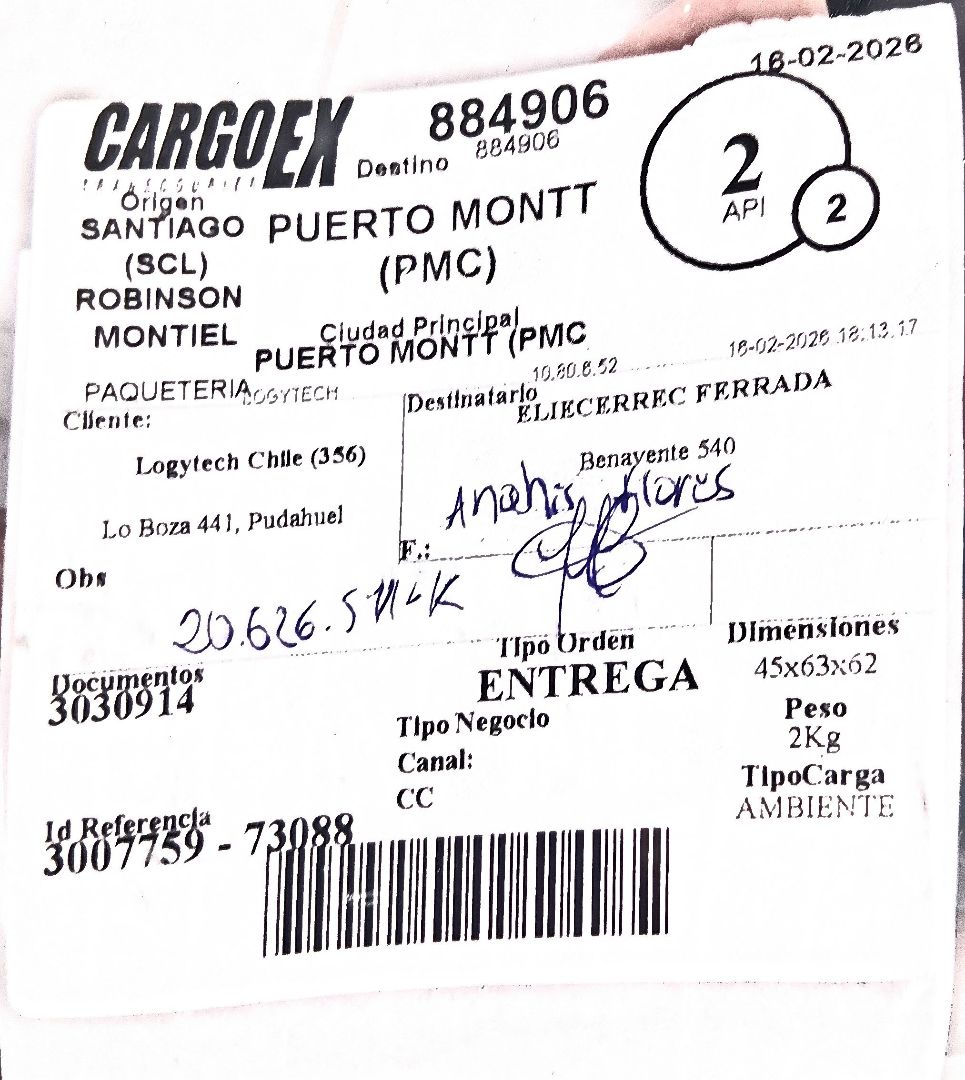 16-02-2026
CARGOEX
TRANSCOURIER
884906
Destino 884906
2
API
2
Origen
SANTIAGO
(SCL)
ROBINSON
MONTIEL
PUERTO MONTT
(PMC)
Ciudad Principal
PUERTO MONTT (PMC
PAQUETERIA LOGYTECH
10.80.6.52
16-02-2026 18:13:17
Cliente:
Logytech Chile (356)
Lo Boza 441, Pudahuel
Destinatario
ELIECERREC FERRADA
Benavente 540
Anahis Flores
F.:
Obs
Documentos
3030914
Tipo Orden
ENTREGA
Tipo Negocio
Canal:
CC
Dimensiones
45x63x62
Peso
2Kg
TipoCarga
AMBIENTE
Id Referencia
3007759 - 73088